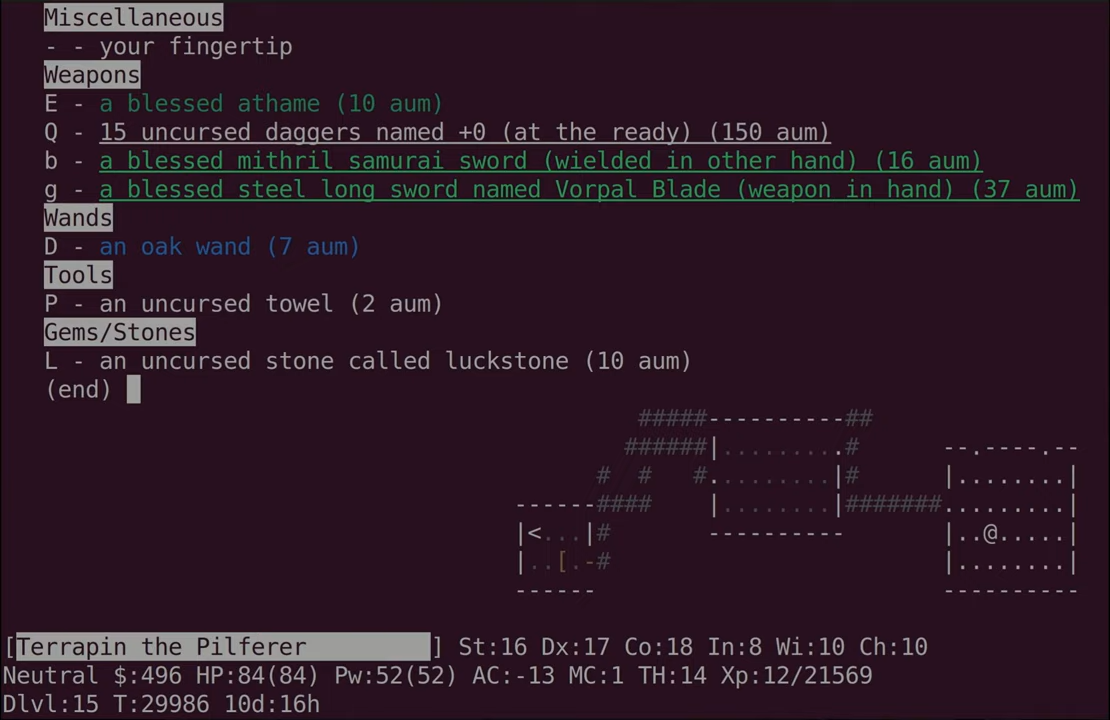 Miscellaneous
- - your fingertip
Weapons
E - a blessed athame (10 aum)
Q - 15 uncursed daggers named +0 (at the ready) (150 aum)
b - a blessed mithril samurai sword (wielded in other hand) (16 aum)
g - a blessed steel long sword named Vorpal Blade (weapon in hand) (37 aum)
Wands
D - an oak wand (7 aum)
Tools
P - an uncursed towel (2 aum)
Gems/Stones
L - an uncursed stone called luckstone (10 aum)
(end)
#####----------##
######|.........# --.----.--
# # #.........|# |........|
------#### |........|#######.........|
|<...|# ---------- |..@.....|
|..[.-# |........|
------ ----------
[Terrapin the Pilferer ] St:16 Dx:17 Co:18 In:8 Wi:10 Ch:10
Neutral $:496 HP:84(84) Pw:52(52) AC:-13 MC:1 TH:14 Xp:12/21569
Dlvl:15 T:29986 10d:16h